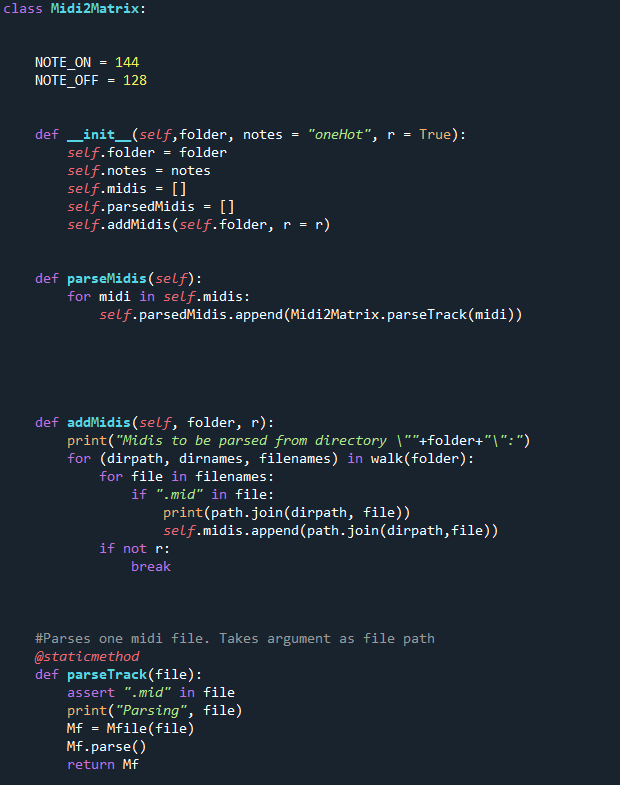 class Midi2Matrix:
    NOTE_ON = 144
    NOTE_OFF = 128
    def __init__(self,folder, notes = "oneHot", r = True):
        self.folder = folder
        self.notes = notes
        self.midis = []
        self.parsedMidis = []
        self.addMidis(self.folder, r = r)
    def parseMidis(self):
        for midi in self.midis:
            self.parsedMidis.append(Midi2Matrix.parseTrack(midi))
    def addMidis(self, folder, r):
        print("Midis to be parsed from directory \""+folder+"\":")
        for (dirpath, dirnames, filenames) in walk(folder):
            for file in filenames:
                if ".mid" in file:
                    print(path.join(dirpath, file))
                    self.midis.append(path.join(dirpath,file))
            if not r:
                break
    #Parses one midi file. Takes argument as file path
    @staticmethod
    def parseTrack(file):
        assert ".mid" in file
        print("Parsing", file)
        Mf = Mfile(file)
        Mf.parse()
        return Mf